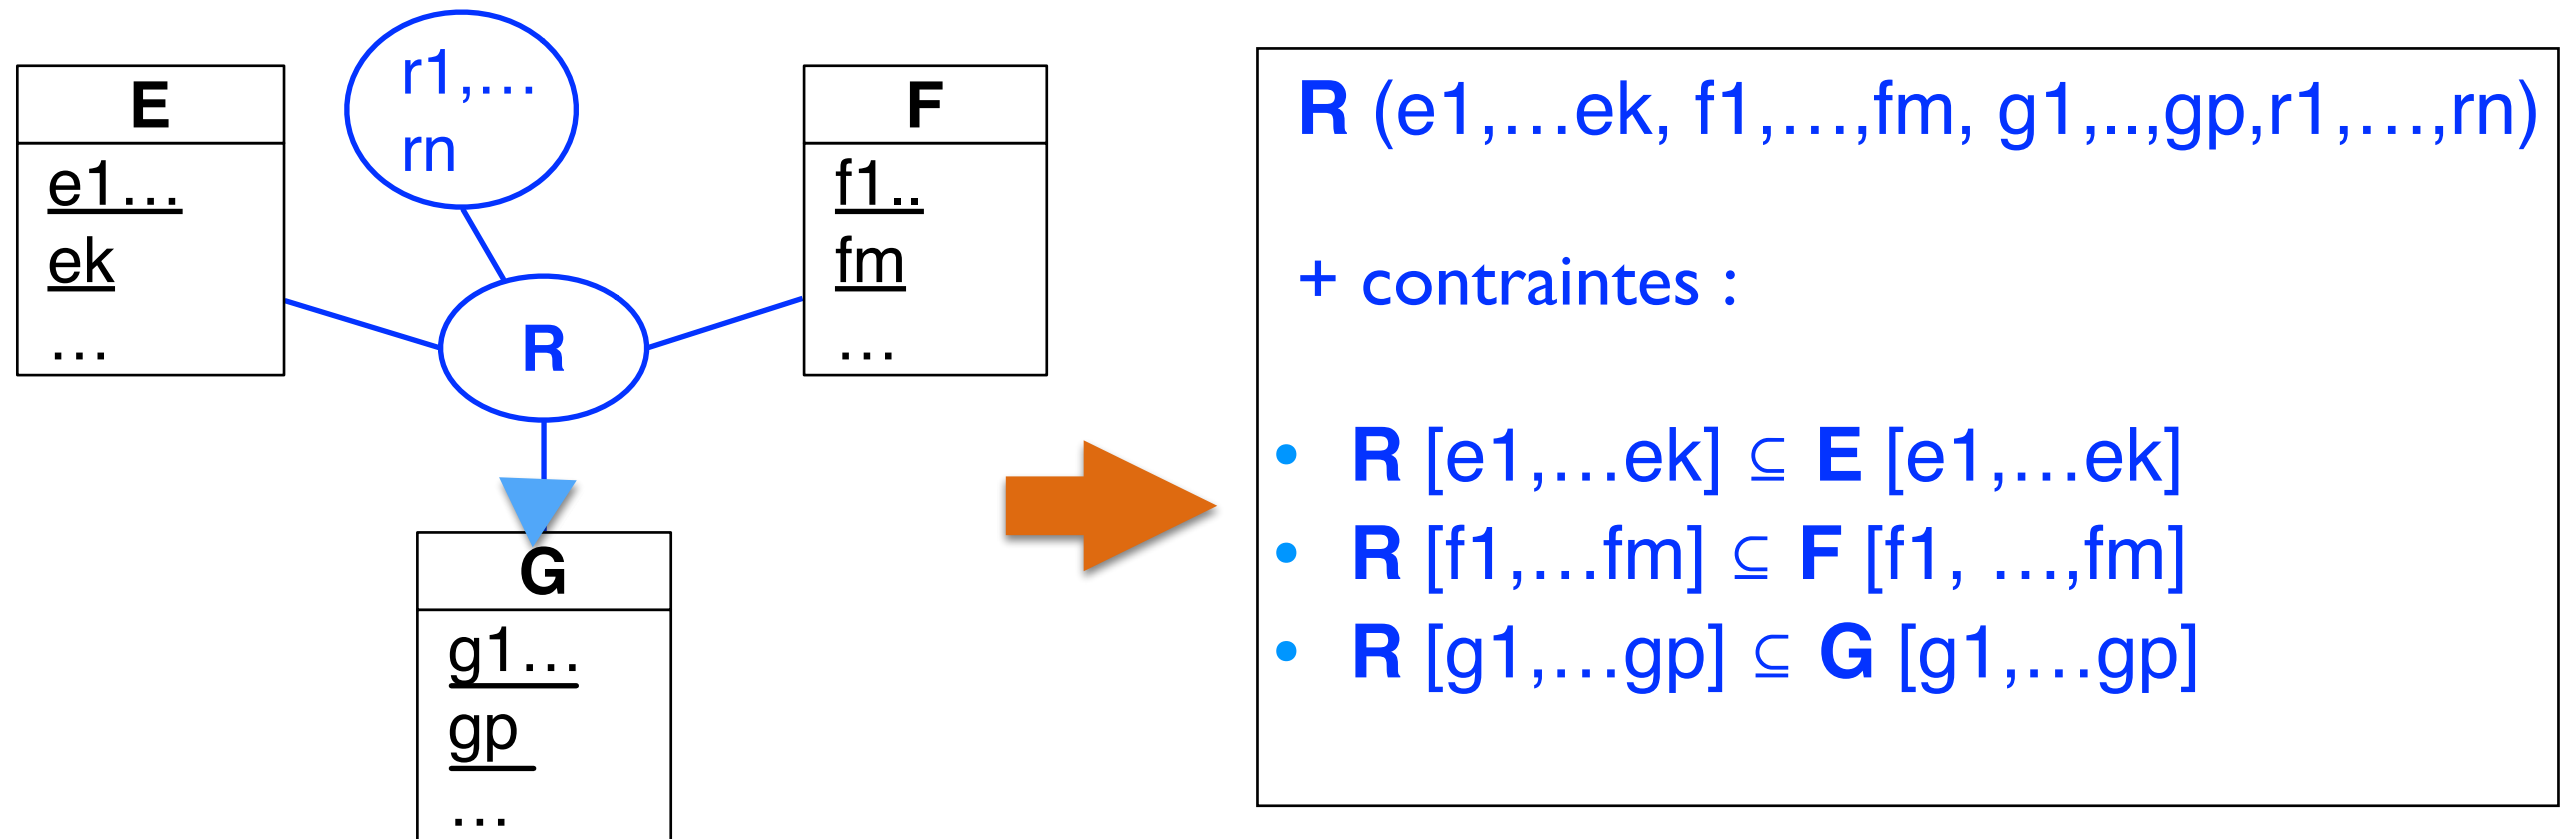 E
e1…
ek
…
r1,…
rn
F
f1..
fm
…
R
G
g1…
gp
…
R (e1,…ek, f1,…,fm, g1,..,gp,r1,…,rn)
+ contraintes :
• R [e1,…ek] ⊆ E [e1,…ek]
• R [f1,…fm] ⊆ F [f1, …,fm]
• R [g1,…gp] ⊆ G [g1,…gp]